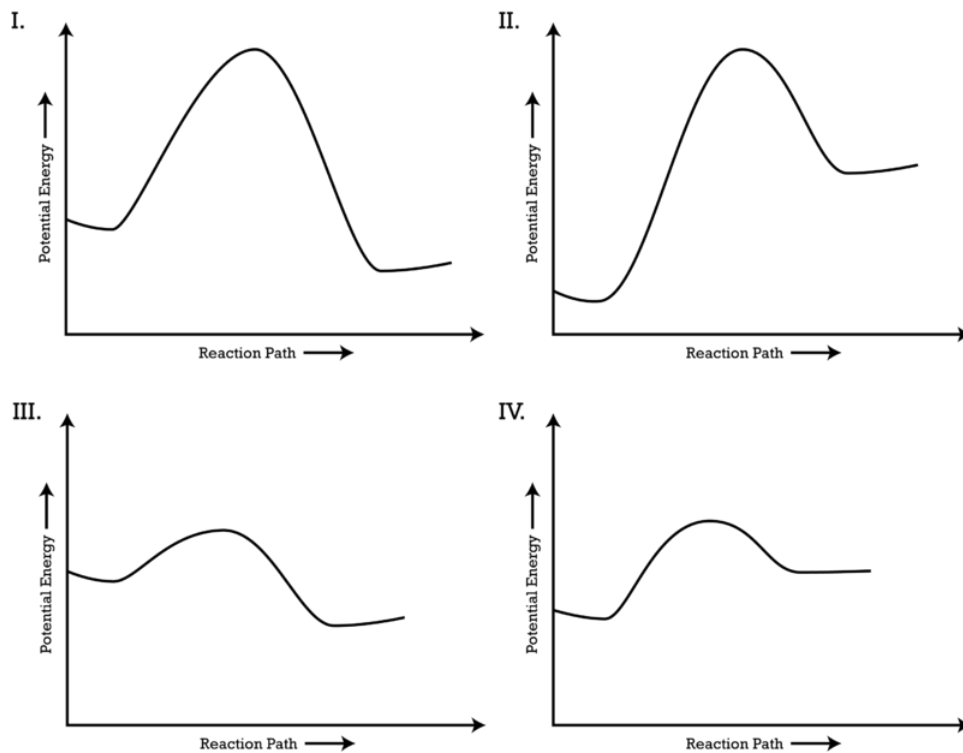 I.
Potential Energy
Reaction Path
II.
Potential Energy
Reaction Path
III.
Potential Energy
Reaction Path
IV.
Potential Energy
Reaction Path